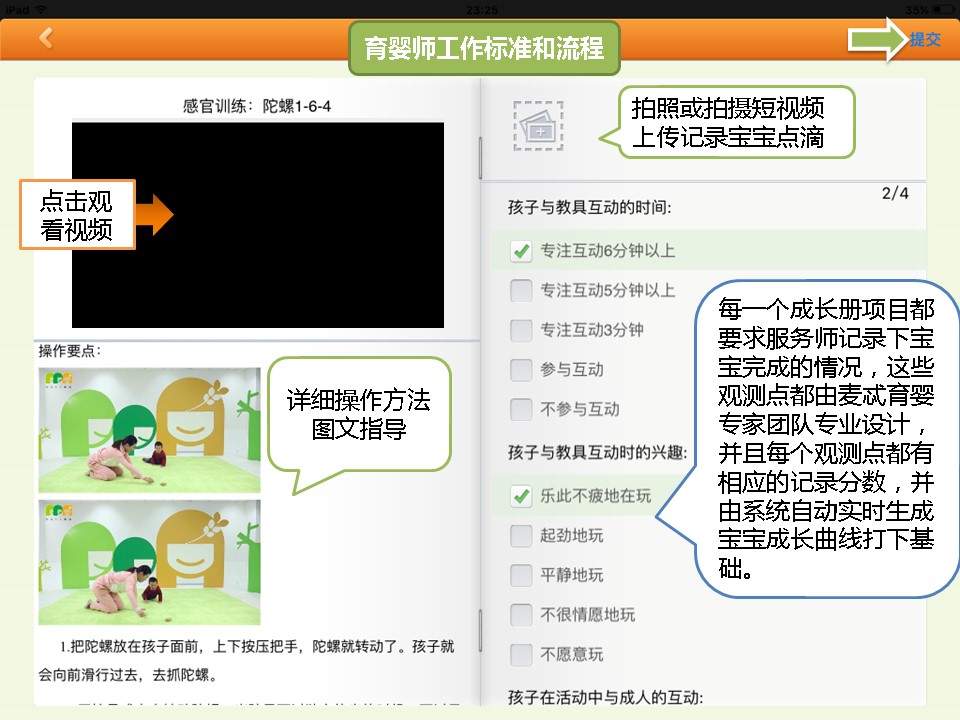 iPad
23:25
35%
育婴师工作标准和流程
提交
感官训练：陀螺1-6-4
点击观
看视频
操作要点：
详细操作方法
图文指导
1.把陀螺放在孩子面前，上下按压把手，陀螺就转动了。孩子就
会向前滑行过去，去抓陀螺。
拍照或拍摄短视频
上传记录宝宝点滴
2/4
孩子与教具互动的时间:
专注互动6分钟以上
专注互动5分钟以上
专注互动3分钟
参与互动
不参与互动
孩子与教具互动时的兴趣:
乐此不疲地在玩
起劲地玩
平静地玩
不很情愿地玩
不愿意玩
孩子在活动中与成人的互动:
每一个成长册项目都
要求服务师记录下宝
宝完成的情况，这些
观测点都由麦忒育婴
专家团队专业设计，
并且每个观测点都有
相应的记录分数，并
由系统自动实时生成
宝宝成长曲线打下基
础。